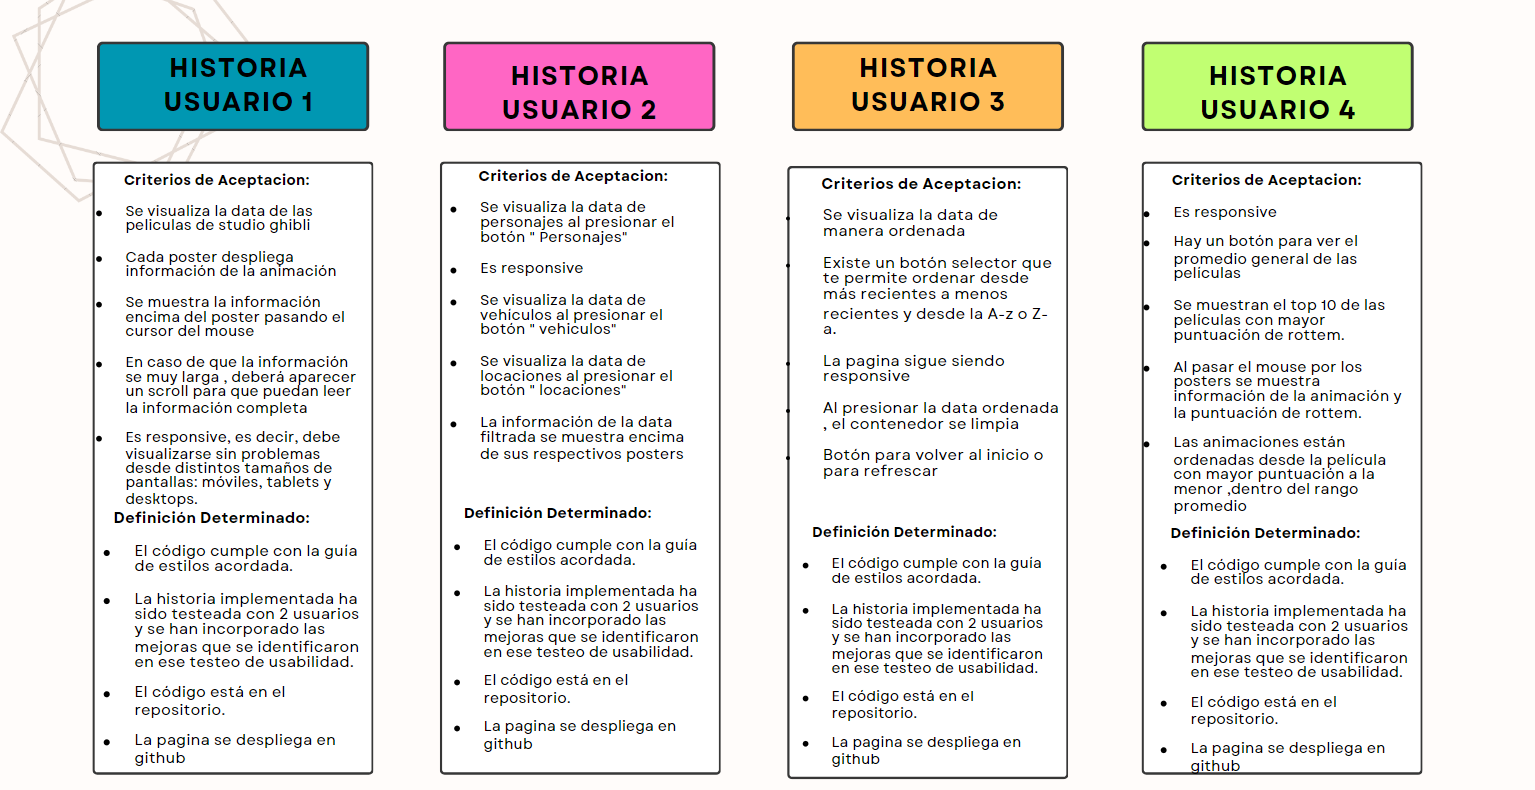 HISTORIA
USUARIO 1
Criterios de Aceptacion:
Se visualiza la data de las
peliculas de studio ghibli
Cada poster despliega
información de la animación
Se muestra la información
encima del poster pasando el
cursor del mouse
En caso de que la información
se muy larga , deberá aparecer
un scroll para que puedan leer
la información completa
Es responsive, es decir, debe
visualizarse sin problemas
desde distintos tamaños de
pantallas: móviles, tablets y
desktops.
Definición Determinado:
El código cumple con la guía
de estilos acordada.
La historia implementada ha
sido testeada con 2 usuarios
y se han incorporado las
mejoras que se identificaron
en ese testeo de usabilidad.
El código está en el
repositorio.
La pagina se despliega en
github
HISTORIA
USUARIO 2
Criterios de Aceptacion:
Se visualiza la data de
personajes al presionar el
botón " Personajes"
Es responsive
Se visualiza la data de
vehículos al presionar el
botón " vehiculos"
Se visualiza la data de
locaciones al presionar el
botón " locaciones"
La información de la data
filtrada se muestra encima
de sus respectivos posters
Definición Determinado:
El código cumple con la guía
de estilos acordada.
La historia implementada ha
sido testeada con 2 usuarios
y se han incorporado las
mejoras que se identificaron
en ese testeo de usabilidad.
El código está en el
repositorio.
La pagina se despliega en
github
HISTORIA
USUARIO 3
Criterios de Aceptacion:
Se visualiza la data de
manera ordenada
Existe un botón selector que
te permite ordenar desde
más recientes a menos
recientes y desde la A-z o Z-
a.
La pagina sigue siendo
responsive
Al presionar la data ordenada
, el contenedor se limpia
Botón para volver al inicio o
para refrescar
Definición Determinado:
El código cumple con la guía
de estilos acordada.
La historia implementada ha
sido testeada con 2 usuarios
y se han incorporado las
mejoras que se identificaron
en ese testeo de usabilidad.
El código está en el
repositorio.
La pagina se despliega en
github
HISTORIA
USUARIO 4
Criterios de Aceptacion:
Es responsive
Hay un botón para ver el
promedio general de las
películas
Se muestran el top 10 de las
películas con mayor
puntuación de rottem.
Al pasar el mouse por los
posters se muestra
información de la animación y
la puntuación de rottem.
Las animaciones están
ordenadas desde la pelicula
con mayor puntuación a la
menor ,dentro del rango
promedio
Definición Determinado:
El código cumple con la guía
de estilos acordada.
La historia implementada ha
sido testeada con 2 usuarios
y se han incorporado las
mejoras que se identificaron
en ese testeo de usabilidad.
El código está en el
repositorio.
La pagina se despliega en
github